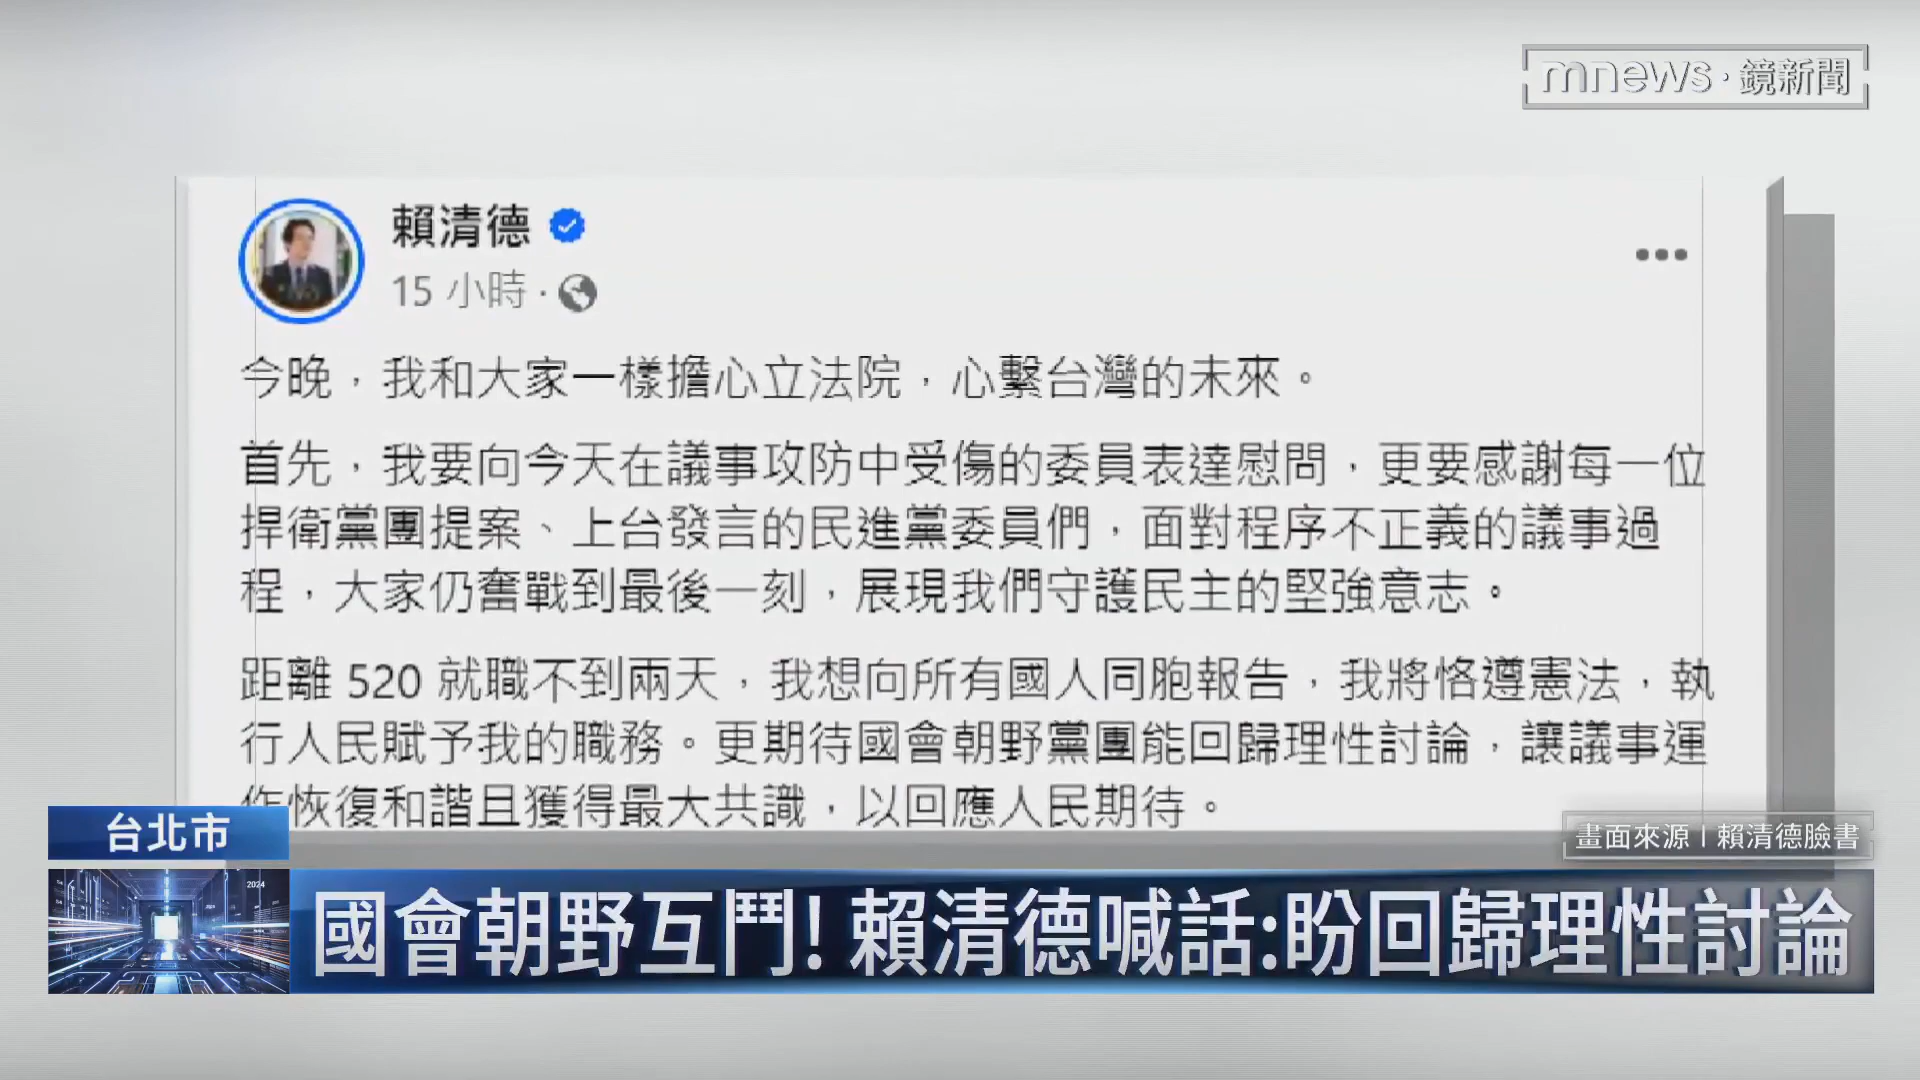 mnews·鏡新聞
賴清德
15 小時·
今晚，我和大家一樣擔心立法院，心繫台灣的未來。
首先，我要向今天在議事攻防中受傷的委員表達慰問，更要感謝每一位
捍衛黨團提案、上台發言的民進黨委員們，面對程序不正義的議事過
程，大家仍奮戰到最後一刻，展現我們守護民主的堅強意志。
距離 520 就職不到兩天，我想向所有國人同胞報告，我將恪遵憲法，執
行人民賦予我的職務。更期待國會朝野黨團能回歸理性討論，讓議事運
作恢復和諧且獲得最大共識，以回應人民期待。
畫面來源|賴清德臉書
台北市
2024
國會朝野互鬥!賴清德喊話:盼回歸理性討論